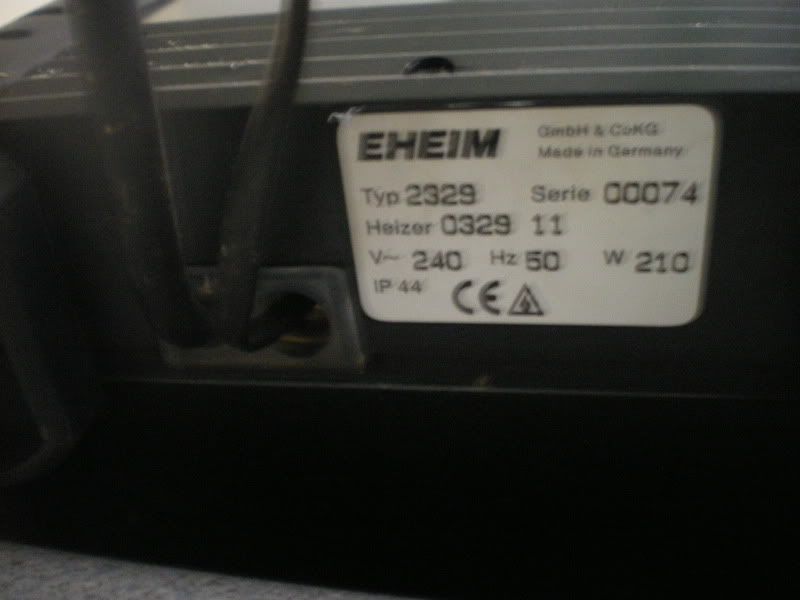 EHEIM GmbH & CoKG
Made in Germany
Typ 2329 Serie 00074
Heizer 0329 11
V~ 240 Hz 50 W 210
IP 44 CE